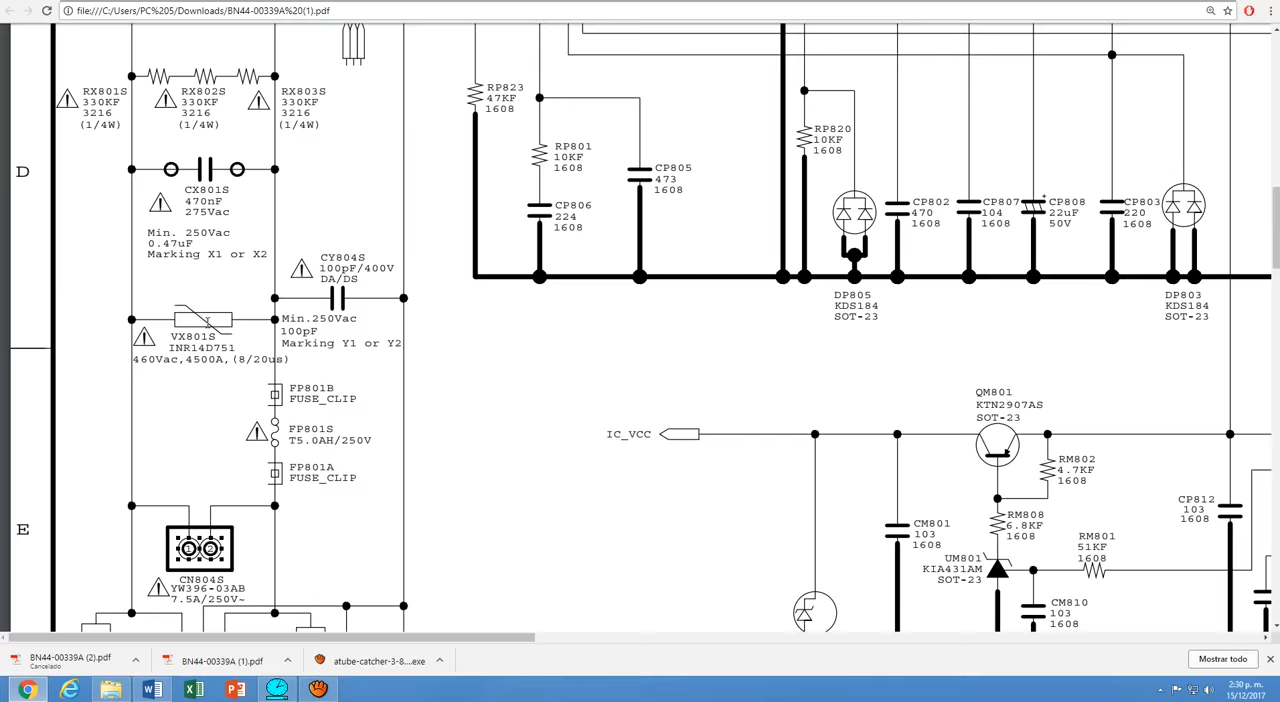 file:///C:/Users/PC%205/Downloads/BN44-00339A%20(1).pdf
RX801S
330KF
3216
(1/4W)
RX802S
330KF
3216
(1/4W)
RX803S
330KF
3216
(1/4W)
D
CX801S
470nF
275Vac
Min. 250Vac
0.47uF
Marking X1 or X2
CY804S
100pF/400V
DA/DS
Min.250Vac
100pF
Marking Y1 or Y2
VX801S
INR14D751
460Vac,4500A,(8/20us)
FP801B
FUSE_CLIP
FP801S
T5.0AH/250V
FP801A
FUSE_CLIP
E
1
2
CN804S
YW396-03AB
7.5A/250V~
RP823
47KF
1608
RP801
10KF
1608
CP806
224
1608
CP805
473
1608
RP820
10KF
1608
CP802
470
1608
CP807
104
1608
+
CP808
22uF
50V
CP803
220
1608
DP805
KDS184
SOT-23
DP803
KDS184
SOT-23
QM801
KTN2907AS
SOT-23
IC_VCC
RM802
4.7KF
1608
RM808
6.8KF
1608
CM801
103
1608
UM801
KIA431AM
SOT-23
RM801
51KF
1608
CP812
103
1608
CM810
103
1608
BN44-00339A (2).pdf
Cancelado
BN44-00339A (1).pdf
atube-catcher-3-8....exe
Mostrar todo
2:30 p. m.
15/12/2017